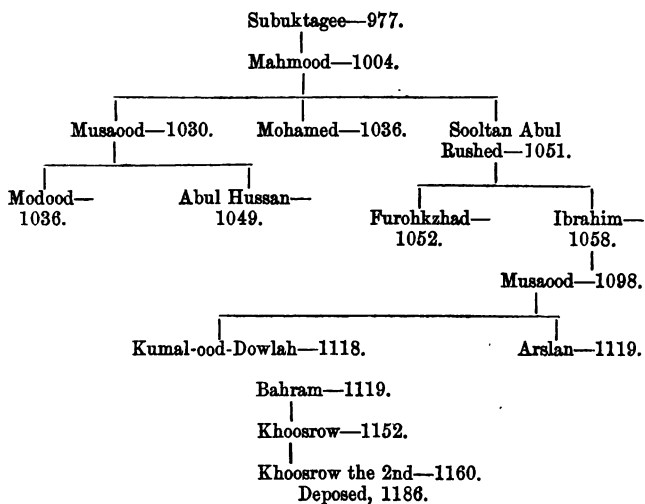 Subuktagee—977.
Mahmood—1004.
Musaood—1030. Mohamed—1036. Sooltan Abul
Rushed—1051.
Modood— Abul Hussan— Furohkzhad— Ibrahim—
1036. 1049. 1052. 1058.
Musaood—1098.
Kumal-ood-Dowlah—1118. Arslan—1119.
Bahram—1119.
Khoosrow—1152.
Khoosrow the 2nd—1160.
Deposed, 1186.